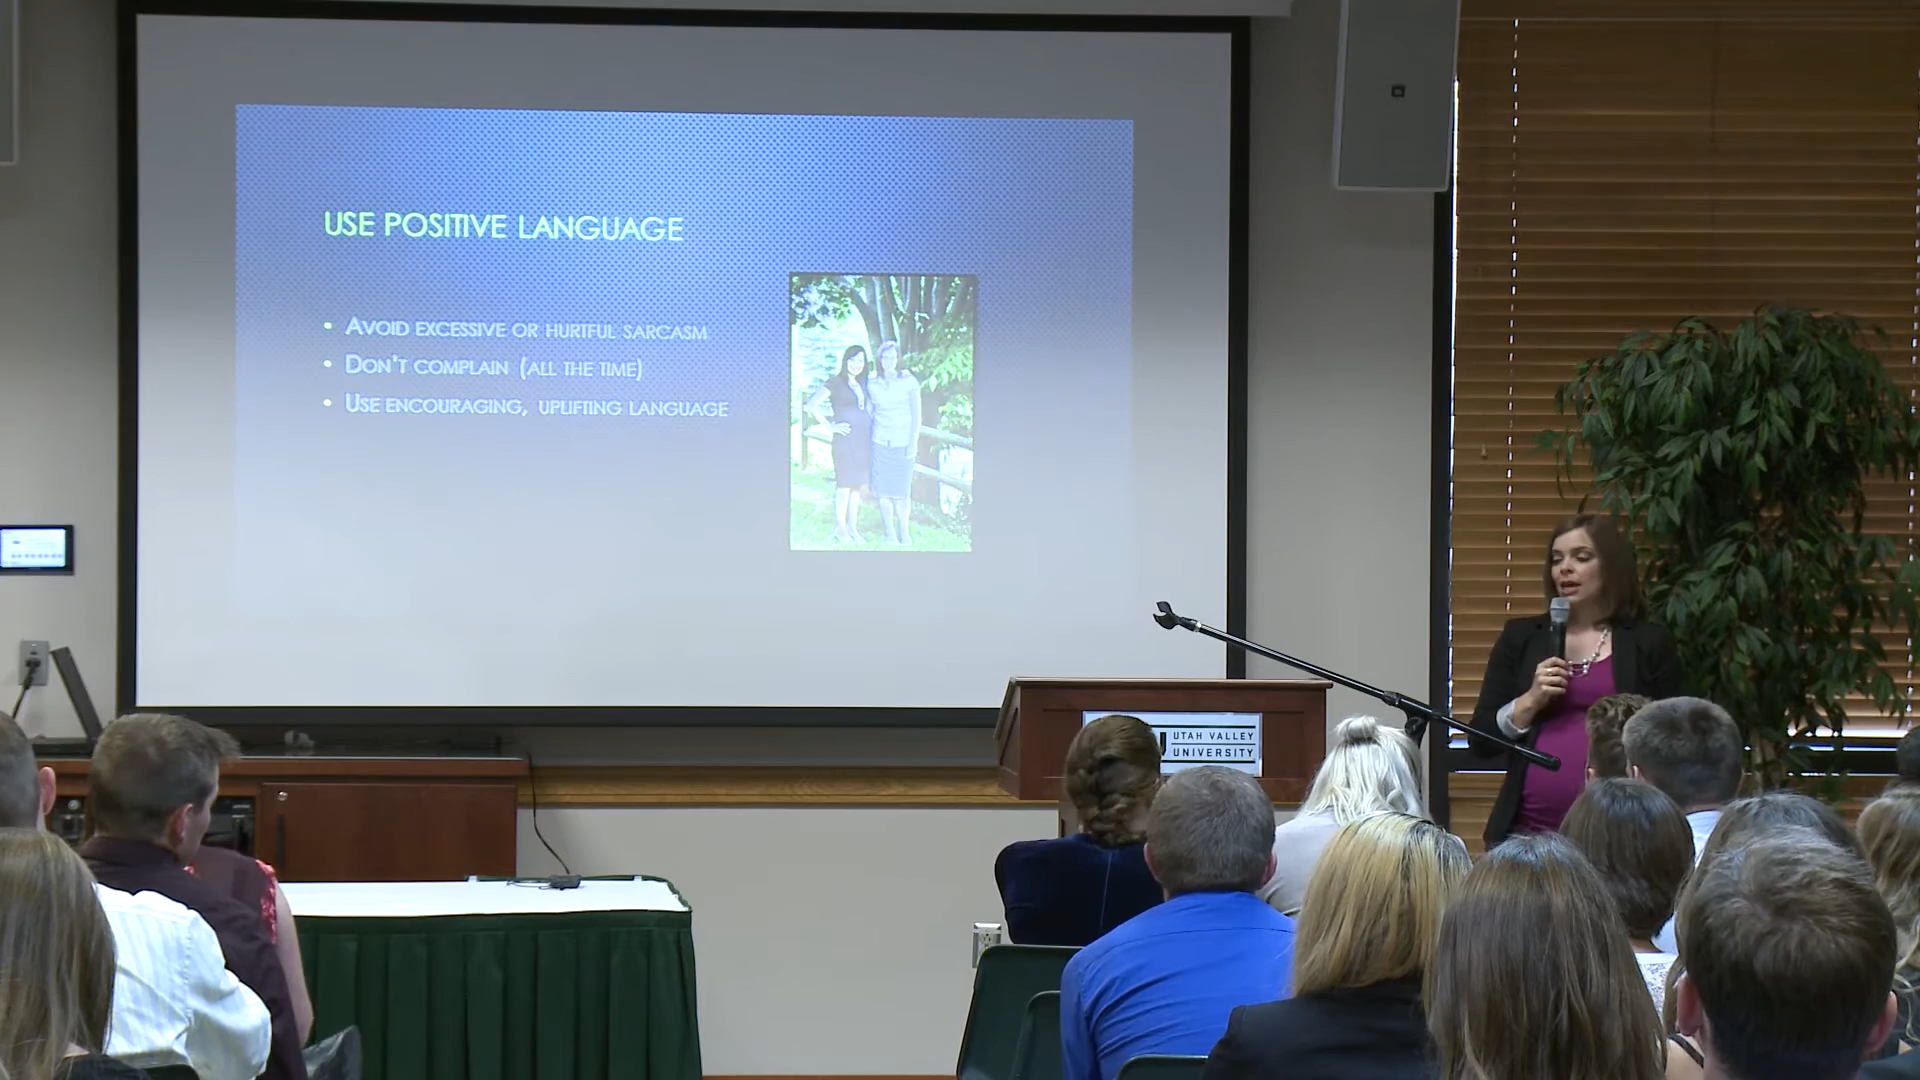 USE POSITIVE LANGUAGE
• AVOID EXCESSIVE OR HURTFUL SARCASM
• DON'T COMPLAIN (ALL THE TIME)
• USE ENCOURAGING, UPLIFTING LANGUAGE
UTAH VALLEY
UNIVERSITY